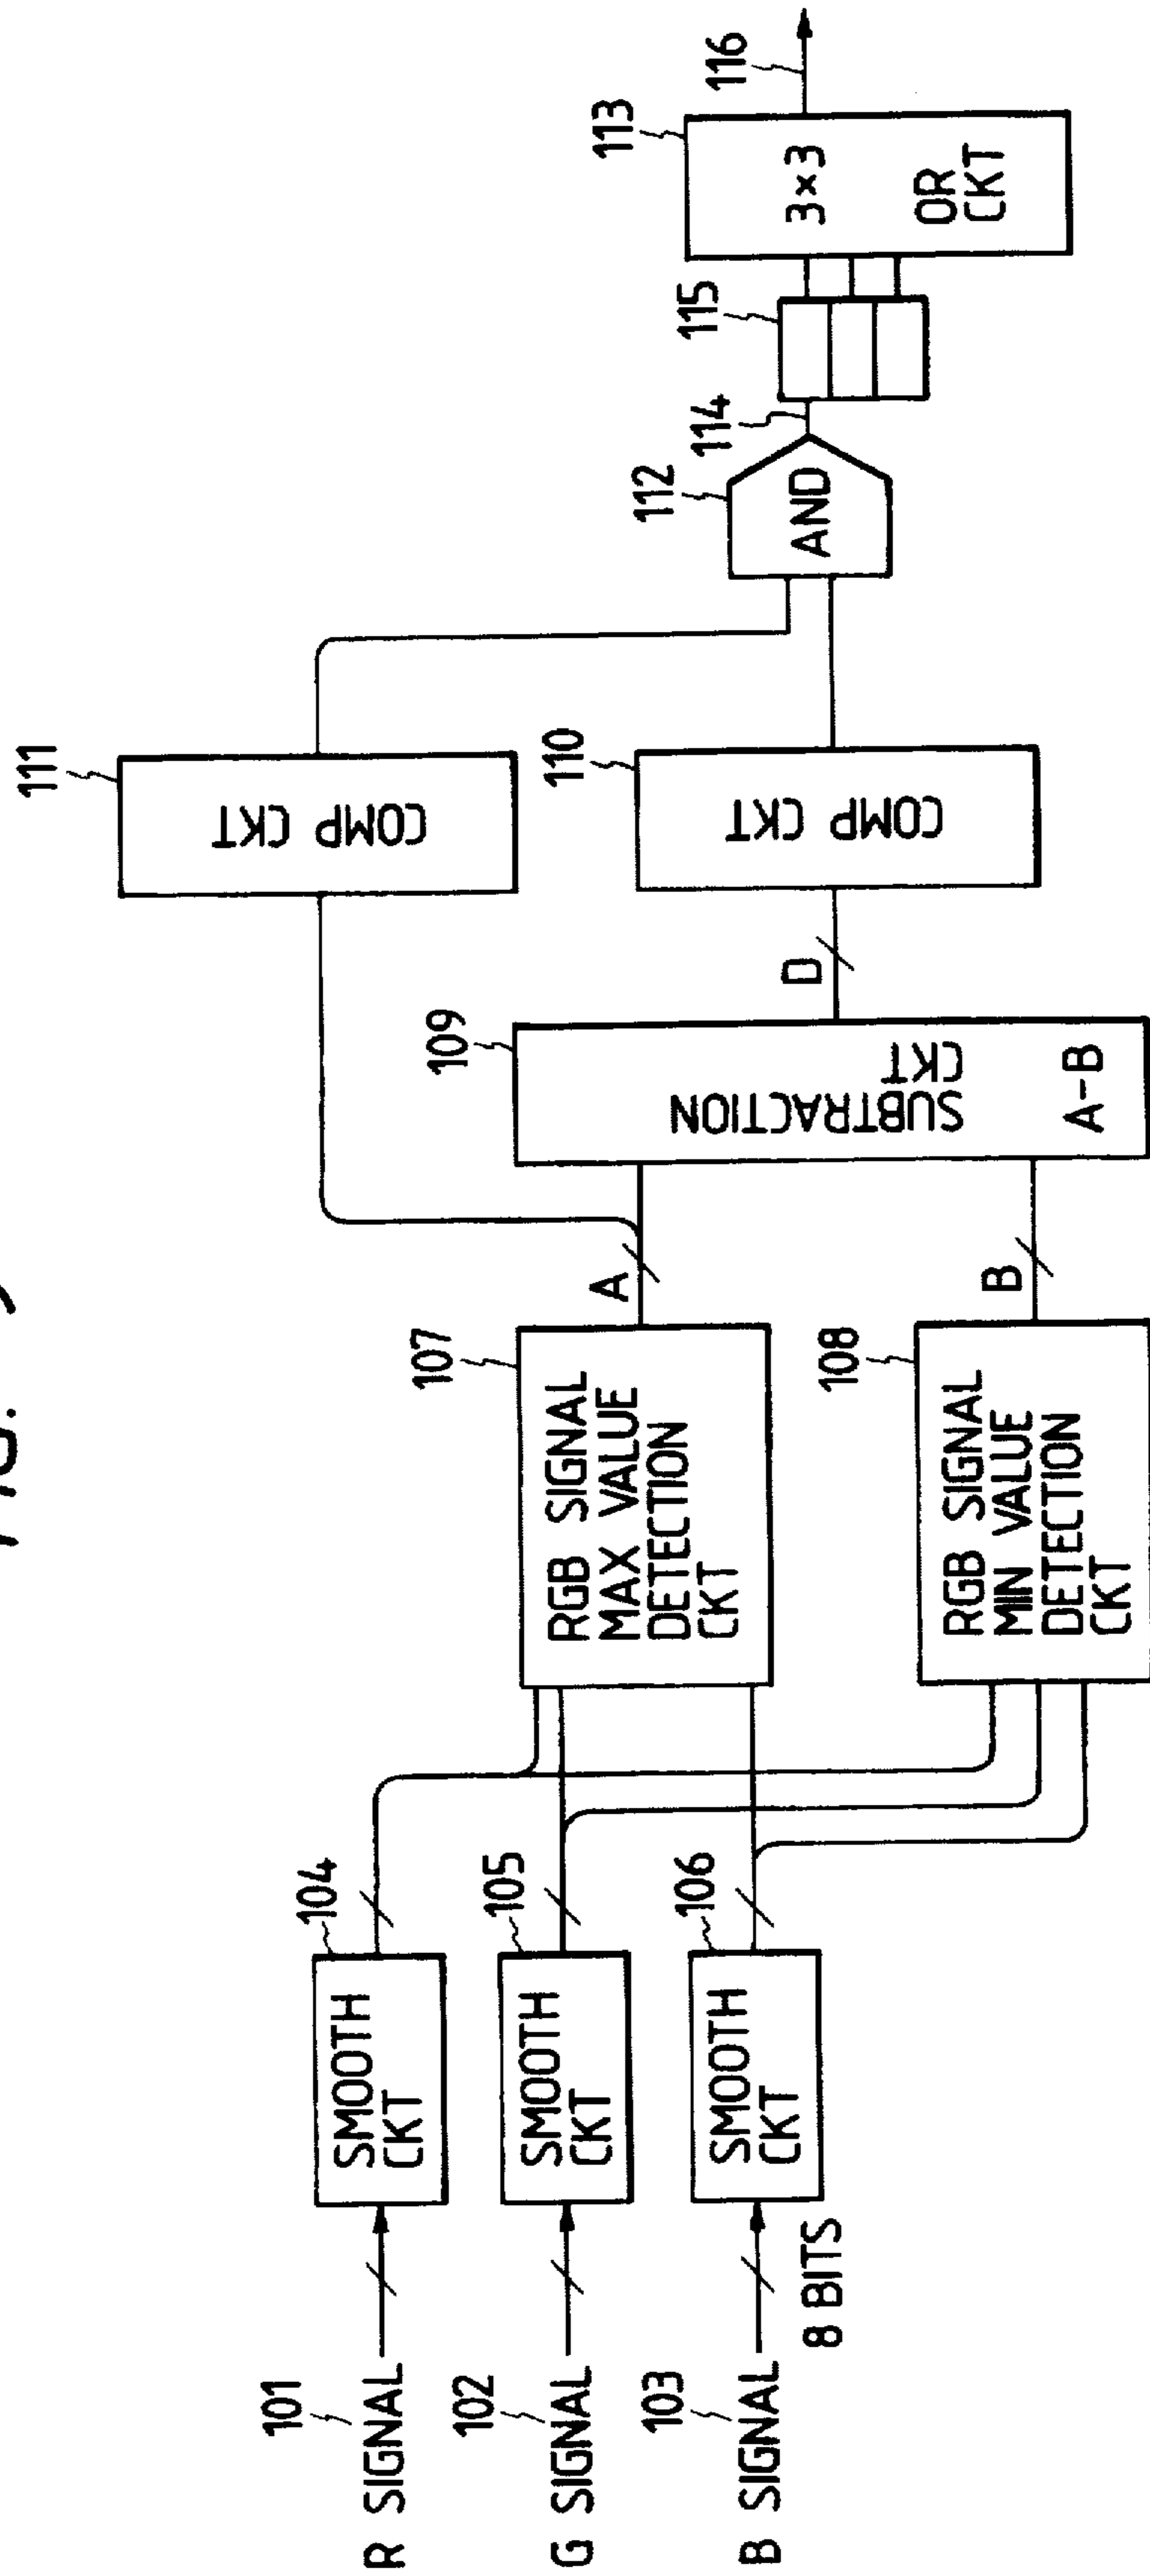 R SIGNAL
101
G SIGNAL
102
B SIGNAL
103
8 BITS
SMOOTH
CKT
104
SMOOTH
CKT
105
SMOOTH
CKT
106
RGB SIGNAL
MAX VALUE
DETECTION
CKT
107
RGB SIGNAL
MIN VALUE
DETECTION
CKT
108
A
B
SUBTRACTION
CKT
A-B
109
D
COMP CKT
111
COMP CKT
110
AND
112
114
115
3×3
OR
CKT
113
116